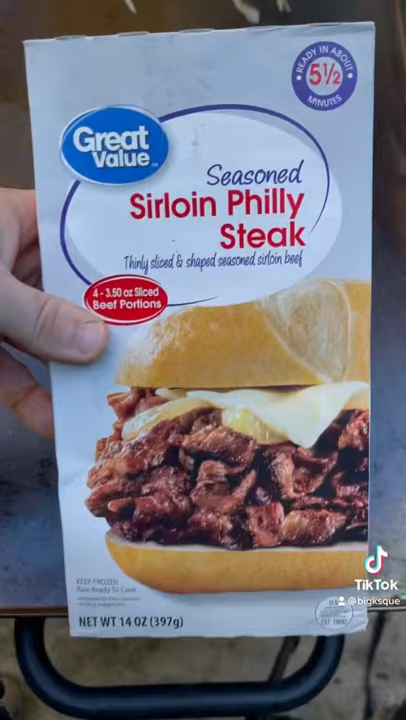 READY IN ABOUT
5½
MINUTES
Great
Value
Seasoned
Sirloin Philly
Steak
Thinly sliced & shaped seasoned sirloin beef
4 - 3.50 oz Sliced
Beef Portions
KEEP FROZEN
Raw Ready To Cook
NET WT 14 OZ (397g)
TikTok
@bigksque